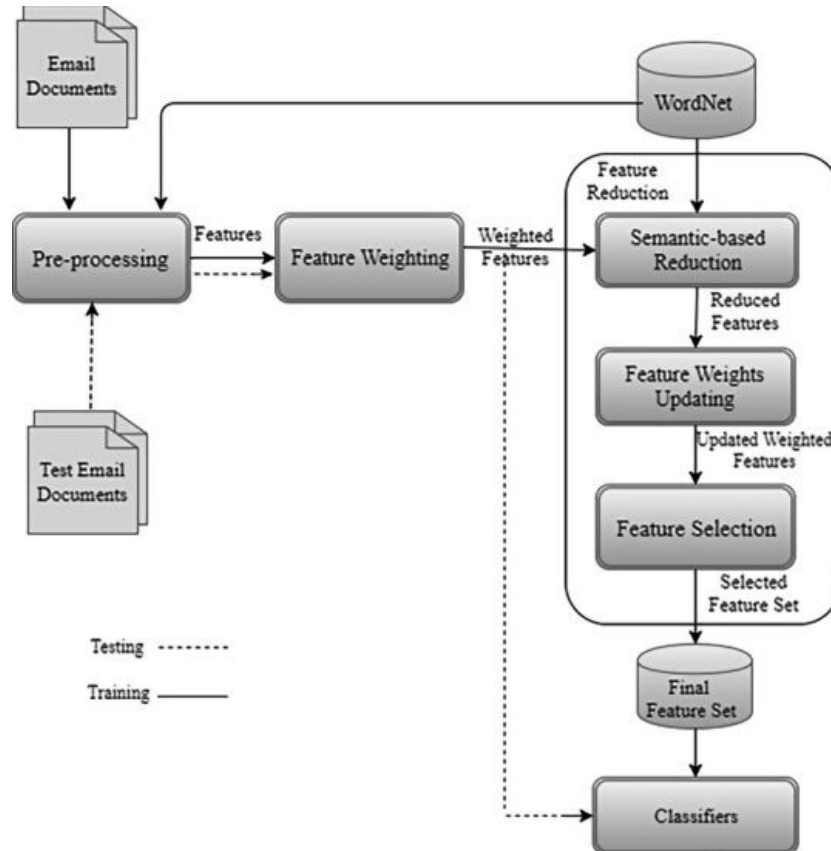 Email
Documents
WordNet
Feature
Reduction
Pre-processing
Features
Feature Weighting
Weighted
Features
Semantic-based
Reduction
Reduced
Features
Feature Weights
Updating
Updated Weighted
Features
Test Email
Documents
Feature Selection
Selected
Feature Set
Testing
Training
Final
Feature Set
Classifiers